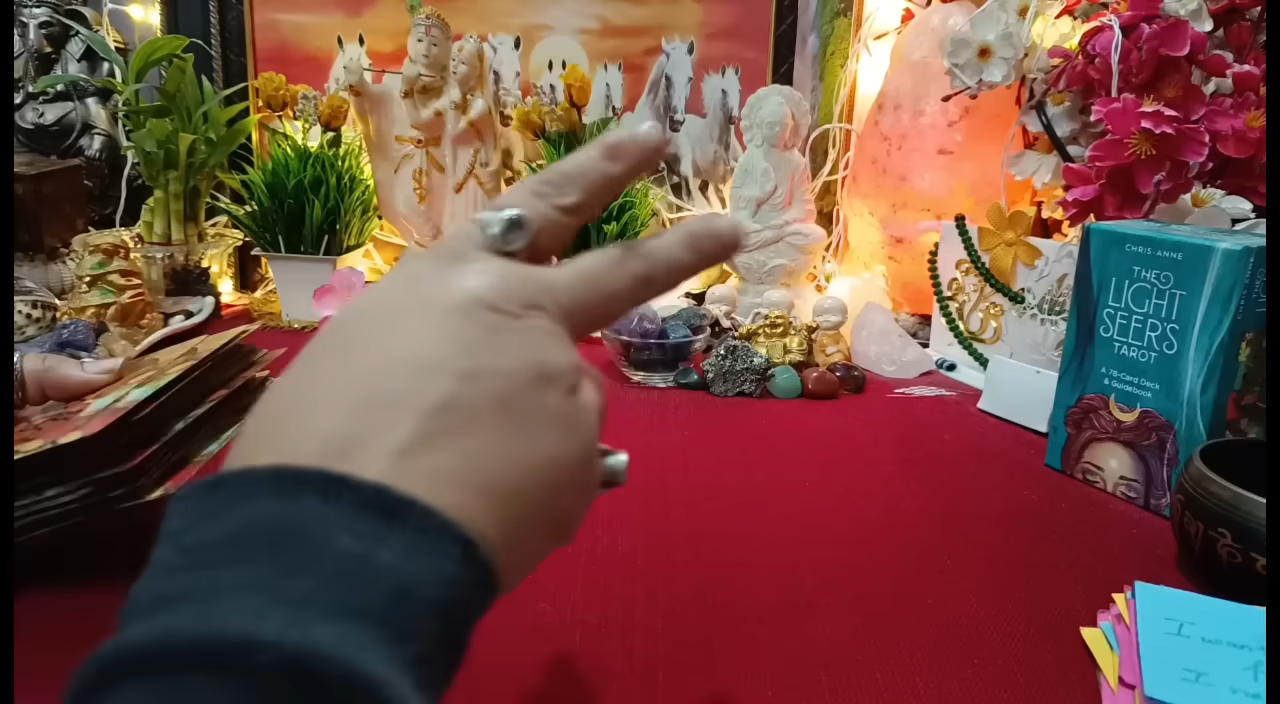 CHRIS-ANNE
THE
LIGHT
SEER'S
TAROT
A 78-Card Deck
& Guidebook
I
I